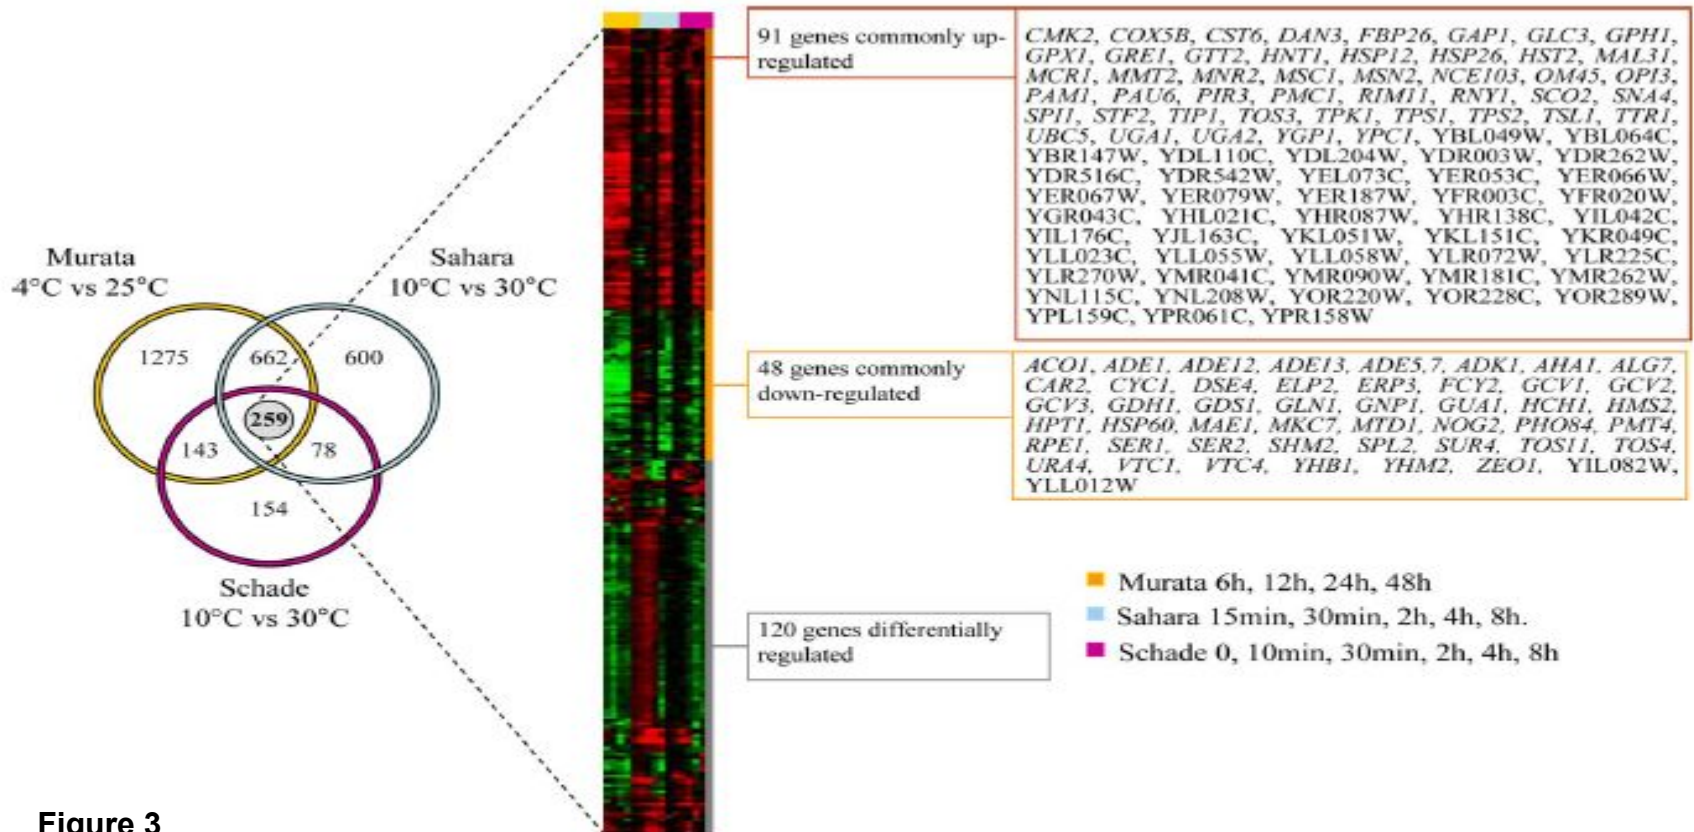 Murata
4°C vs 25°C
Sahara
10°C vs 30°C
1275
662
600
259
143
78
154
Schade
10°C vs 30°C
91 genes commonly up-
regulated
CMK2, COX5B, CST6, DAN3, FBP26, GAP1, GLC3, GPH1,
GPX1, GRE1, GTT2, HNT1, HSP12, HSP26, HST2, MAL31,
MCR1, MMT2, MNR2, MSC1, MSN2, NCE103, OM45, OPI3,
PAM1, PAU6, PIR3, PMC1, RIM11, RNY1, SCO2, SNA4,
SPI1, STF2, TIP1, TOS3, TPK1, TPS1, TPS2, TSL1, TTR1,
UBC5, UGA1, UGA2, YGP1, YPC1, YBL049W, YBL064C,
YBR147W, YDL110C, YDL204W, YDR003W, YDR262W,
YDR516C, YDR542W, YEL073C, YER053C, YER066W,
YER067W, YER079W, YER187W, YFR003C, YFR020W,
YGR043C, YHL021C, YHR087W, YHR138C, YIL042C,
YIL176C, YJL163C, YKL051W, YKL151C, YKR049C,
YLL023C, YLL055W, YLL058W, YLR072W, YLR225C,
YLR270W, YMR041C, YMR090W, YMR181C, YMR262W,
YNL115C, YNL208W, YOR220W, YOR228C, YOR289W,
YPL159C, YPR061C, YPR158W
48 genes commonly
down-regulated
ACO1, ADE1, ADE12, ADE13, ADE5,7, ADK1, AHA1, ALG7,
CAR2, CYC1, DSE4, ELP2, ERP3, FCY2, GCV1, GCV2,
GCV3, GDH1, GDS1, GLN1, GNP1, GUA1, HCH1, HMS2,
HPT1, HSP60, MAE1, MKC7, MTD1, NOG2, PHO84, PMT4,
RPE1, SER1, SER2, SHM2, SPL2, SUR4, TOS11, TOS4,
URA4, VTC1, VTC4, YHB1, YHM2, ZEO1, YIL082W,
YLL012W
120 genes differentially
regulated
Murata 6h, 12h, 24h, 48h
Sahara 15min, 30min, 2h, 4h, 8h.
Schade 0, 10min, 30min, 2h, 4h, 8h
Figure 3